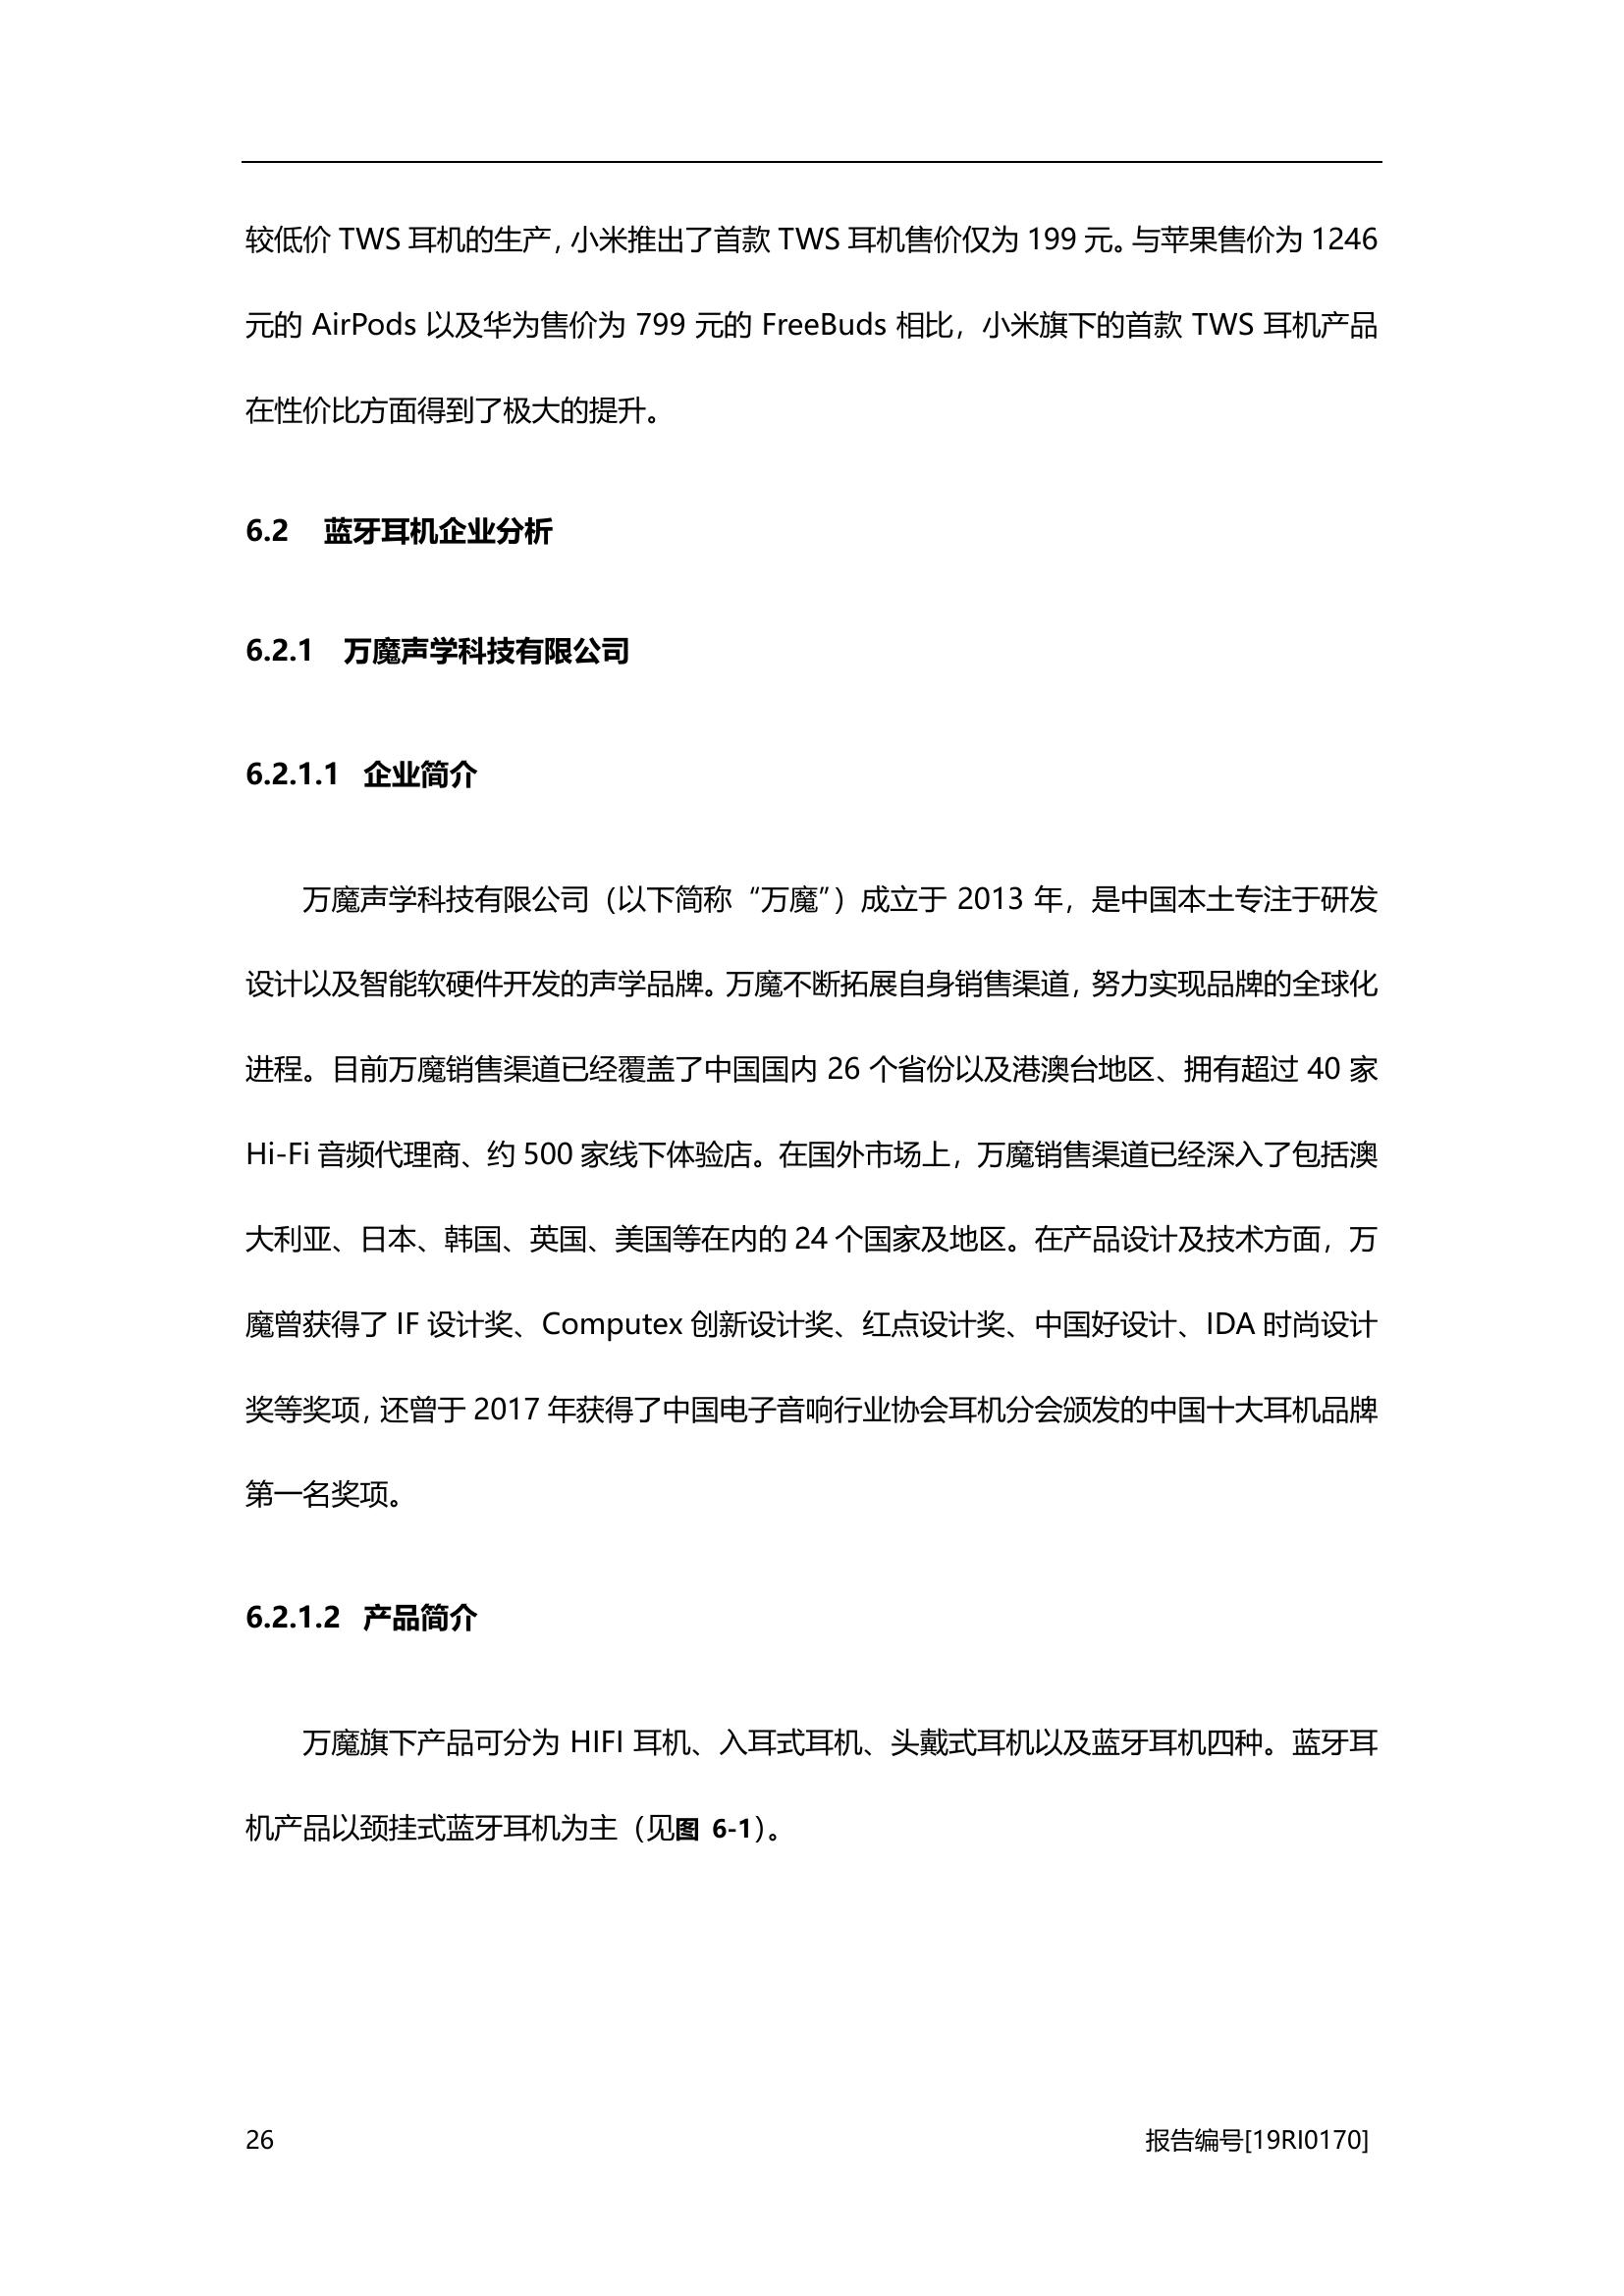 较低价 TWS 耳机的生产，小米推出了首款 TWS 耳机售价仅为 199 元。与苹果售价为 1246
元的 AirPods 以及华为售价为 799 元的 FreeBuds 相比，小米旗下的首款 TWS 耳机产品
在性价比方面得到了极大的提升。
6.2 蓝牙耳机企业分析
6.2.1 万魔声学科技有限公司
6.2.1.1 企业简介
万魔声学科技有限公司（以下简称“万魔”）成立于 2013 年，是中国本土专注于研发
设计以及智能软硬件开发的声学品牌。万魔不断拓展自身销售渠道，努力实现品牌的全球化
进程。目前万魔销售渠道已经覆盖了中国国内 26 个省份以及港澳台地区、拥有超过 40 家
Hi-Fi 音频代理商、约 500 家线下体验店。在国外市场上，万魔销售渠道已经深入了包括澳
大利亚、日本、韩国、英国、美国等在内的 24 个国家及地区。在产品设计及技术方面，万
魔曾获得了 IF 设计奖、Computex 创新设计奖、红点设计奖、中国好设计、IDA 时尚设计
奖等奖项，还曾于 2017 年获得了中国电子音响行业协会耳机分会颁发的中国十大耳机品牌
第一名奖项。
6.2.1.2 产品简介
万魔旗下产品可分为 HIFI 耳机、入耳式耳机、头戴式耳机以及蓝牙耳机四种。蓝牙耳
机产品以颈挂式蓝牙耳机为主（见图 6-1）。
26 报告编号[19RI0170]